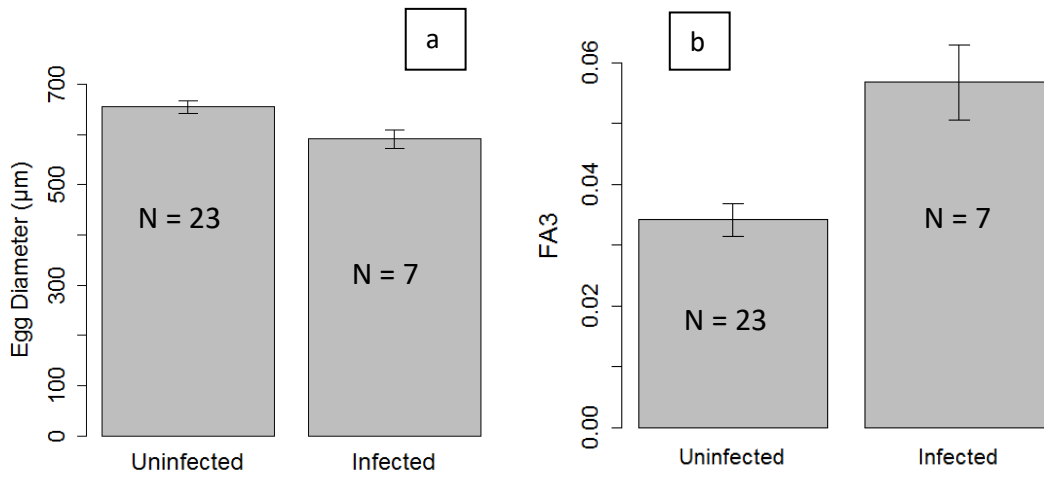 a
Egg Diameter (µm)
700
500
300
100
0
N = 23
N = 7
Uninfected
Infected
b
FA3
0.06
0.04
0.02
0.00
N = 23
N = 7
Uninfected
Infected